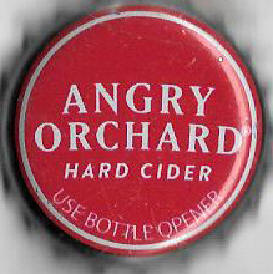 ANGRY
ORCHARD
HARD CIDER
USE BOTTLE OPENER